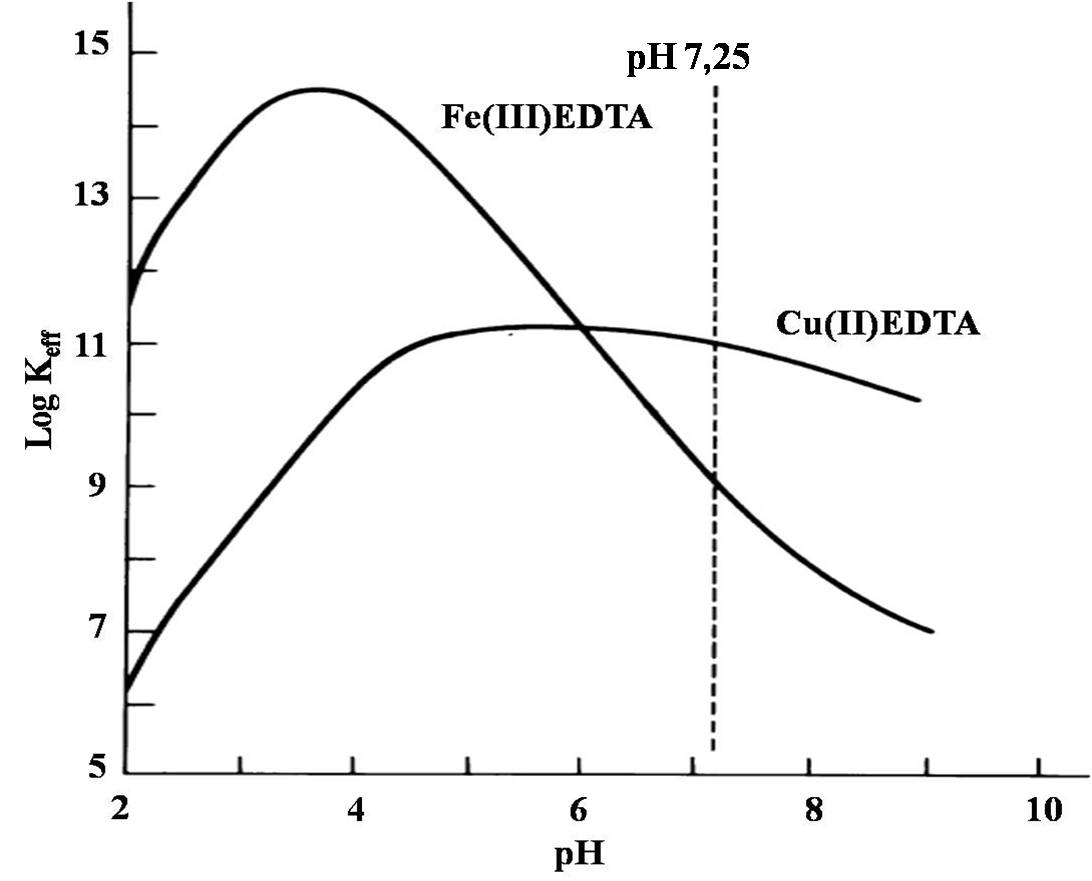 15
pH 7,25
Fe(III)EDTA
13
Cu(II)EDTA
11
Log Keff
9
7
5
2 4 6 8 10
pH